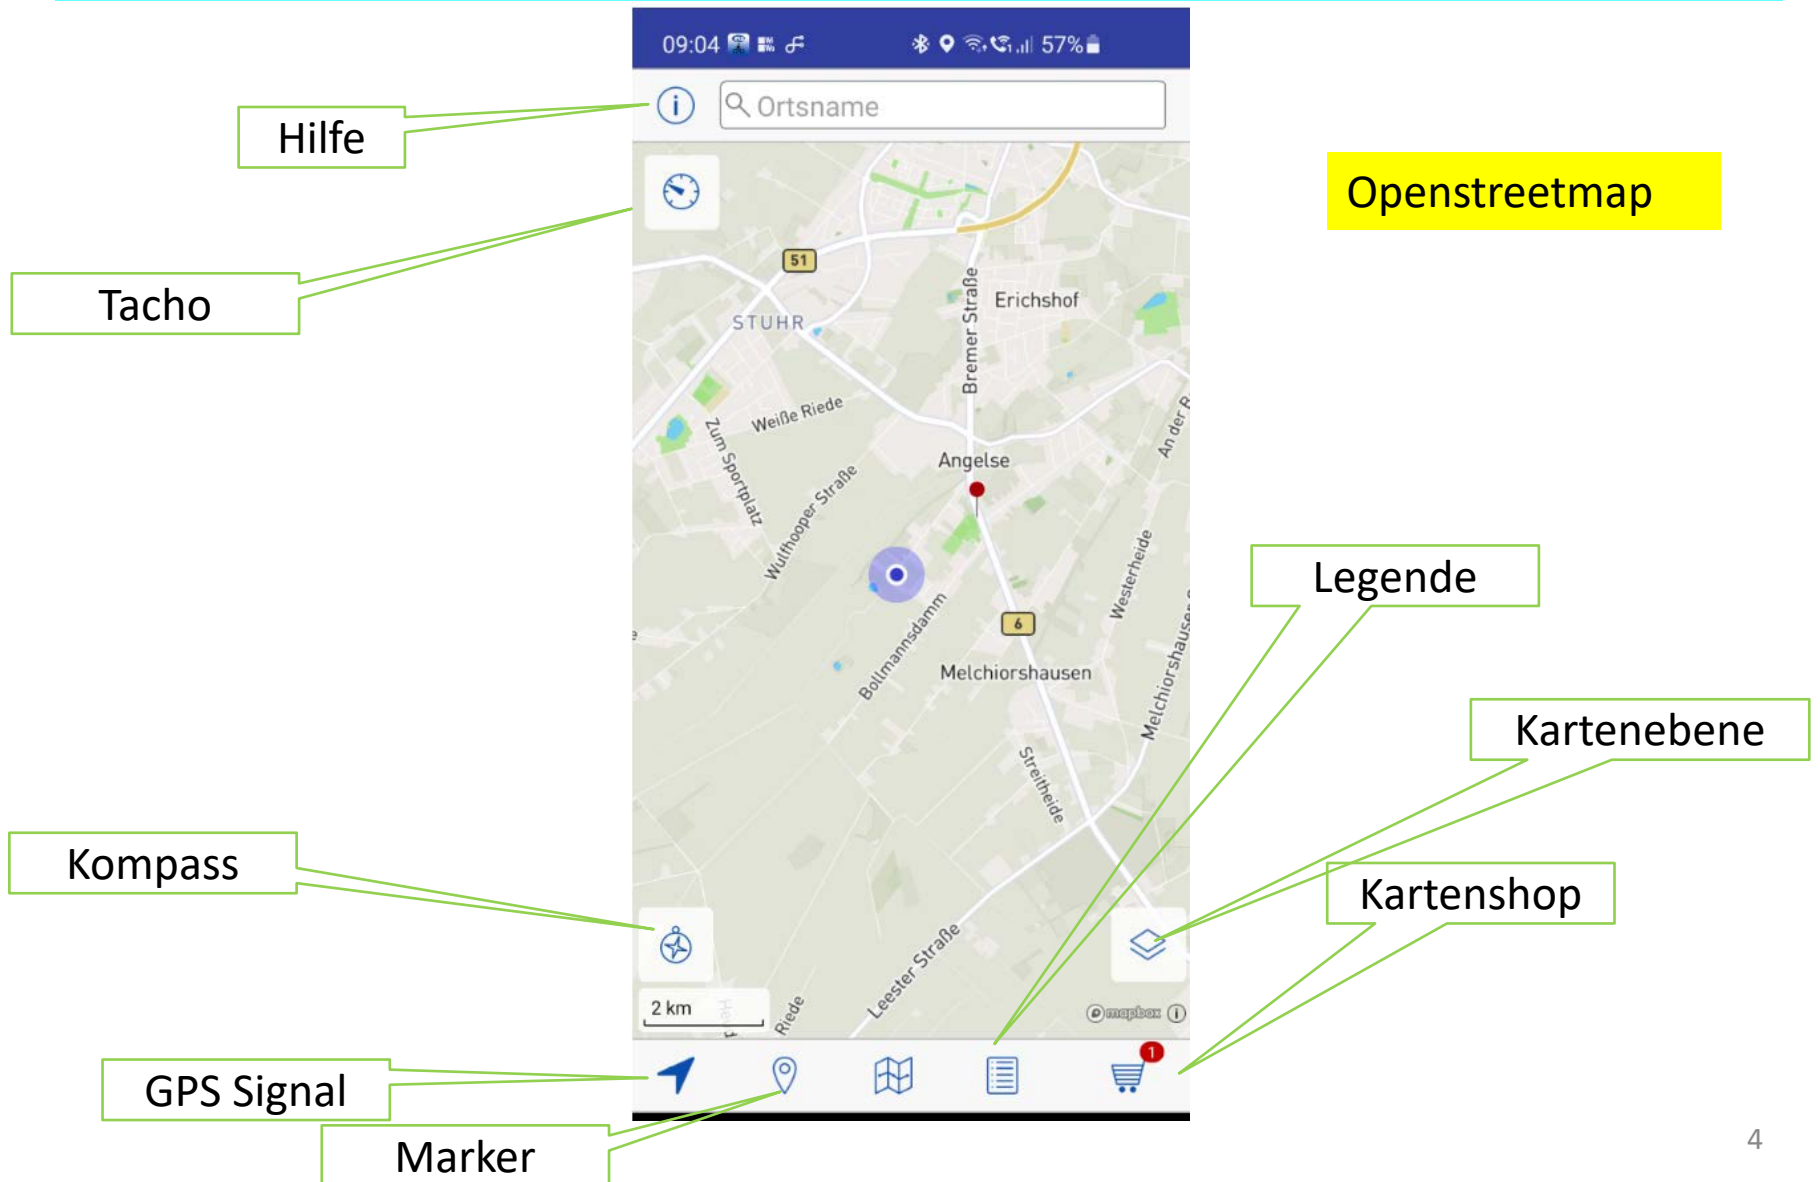 09:04
57%
Hilfe
i
Ortsname
Openstreetmap
51
Tacho
STUHR
Erichshof
Bremer Straße
Weiße Riede
Zum Sportplatz
An der R
Angelse
Wulfhooper Straße
Westerheide
Legende
Bollmannsdamm
6
Melchiorshausen
Melchiorshauser S
Kartenebene
Streitheide
Kompass
Kartenshop
Leester Straße
2 km
Riede
mapbox
1
GPS Signal
Marker
4